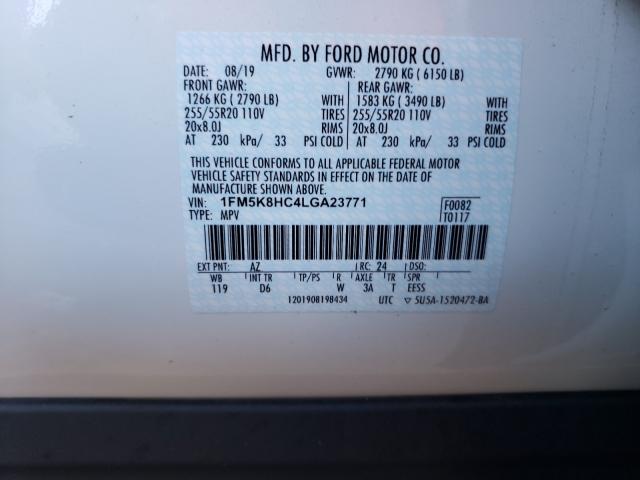 MFD. BY FORD MOTOR CO.
DATE: 08/19 GVWR: 2790 KG ( 6150 LB)
FRONT GAWR: REAR GAWR:
1266 KG ( 2790 LB) WITH 1583 KG ( 3490 LB) WITH
255/55R20 110V TIRES 255/55R20 110V TIRES
20x8.0J RIMS 20x8.0J RIMS
AT 230 kPa/ 33 PSI COLD AT 230 kPa/ 33 PSI COLD
THIS VEHICLE CONFORMS TO ALL APPLICABLE FEDERAL MOTOR
VEHICLE SAFETY STANDARDS IN EFFECT ON THE DATE OF
MANUFACTURE SHOWN ABOVE.
VIN: 1FM5K8HC4LGA23771 F0082
TYPE: MPV T0117
EXT PNT: AZ RC: 24 DSO:
WB INT TR TP/PS R AXLE TR SPR
119 D6 W 3A T EESS
1201908198434 UTC ▽ 5U5A-1520472-BA